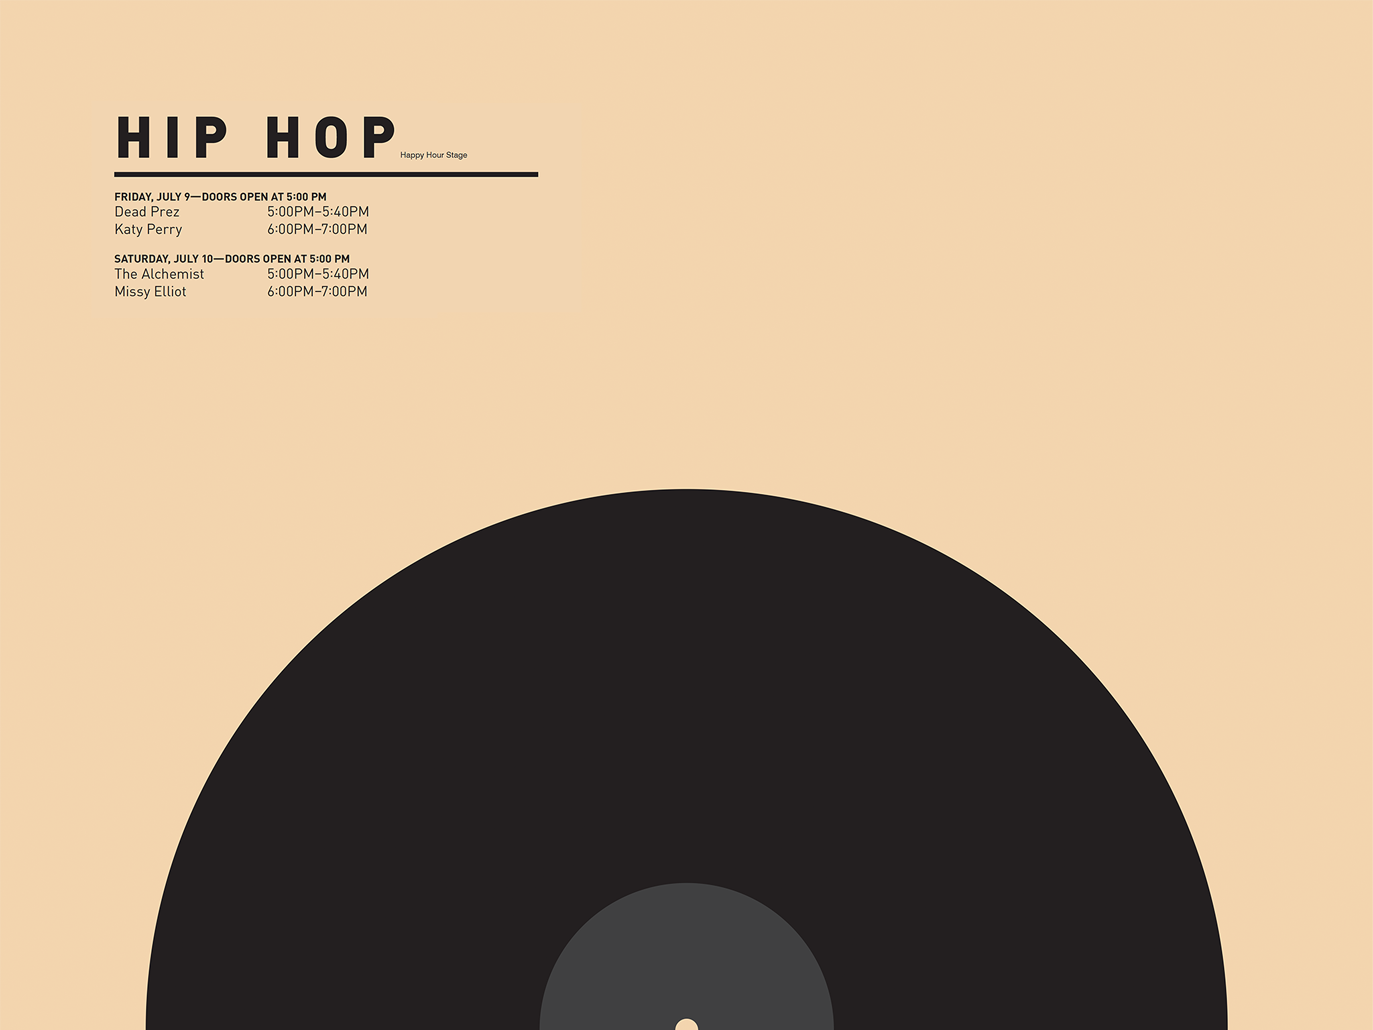 HIP HOP Happy Hour Stage
FRIDAY, JULY 9—DOORS OPEN AT 5:00 PM
Dead Prez 5:00PM–5:40PM
Katy Perry 6:00PM–7:00PM
SATURDAY, JULY 10—DOORS OPEN AT 5:00 PM
The Alchemist 5:00PM–5:40PM
Missy Elliot 6:00PM–7:00PM